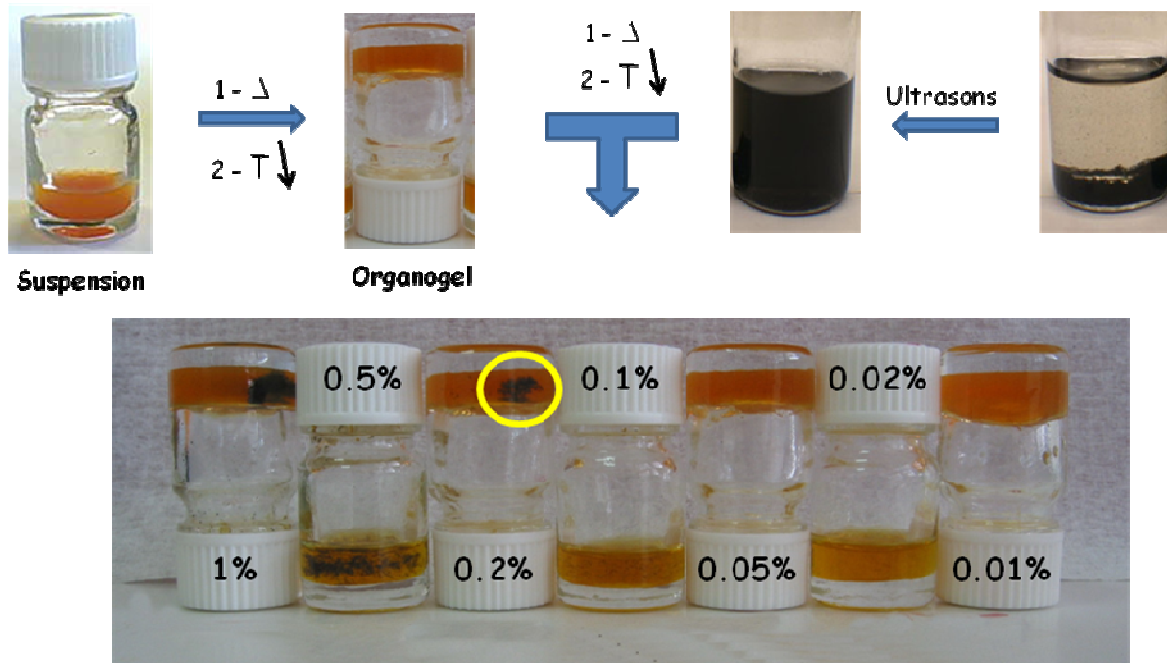 1 - Δ
2 - T ↓
1 - Δ
2 - T ↓
Ultrasons
Suspension
Organogel
0.5%
0.1%
0.02%
1%
0.2%
0.05%
0.01%